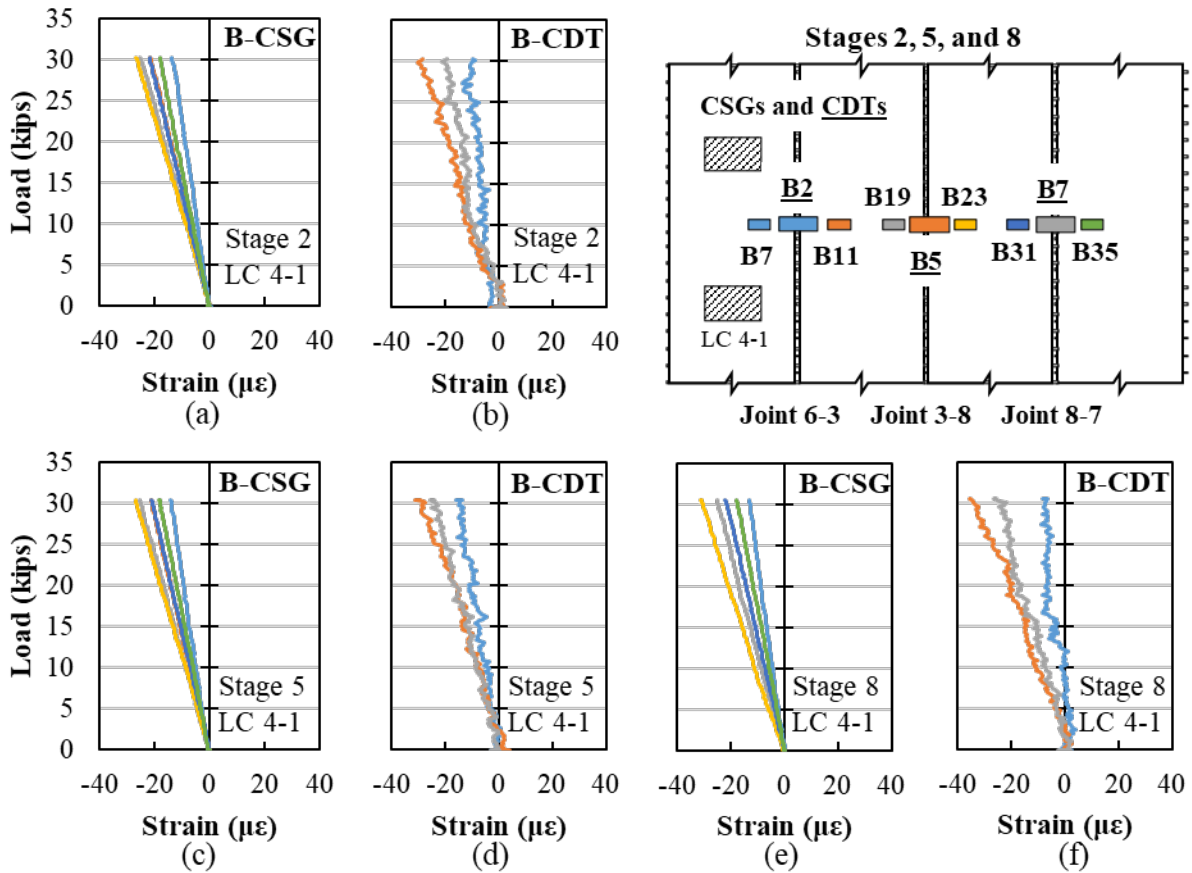 35
30
25
20
15
10
5
0
Load (kips)
B-CSG
Stage 2
LC 4-1
-40 -20 0 20 40
Strain (με)
(a)
B-CDT
Stage 2
LC 4-1
-40 -20 0 20 40
Strain (με)
(b)
Stages 2, 5, and 8
CSGs and CDTs
B2 B19 B23 B7
B7 B11 B5 B31 B35
LC 4-1
Joint 6-3 Joint 3-8 Joint 8-7
35
30
25
20
15
10
5
0
Load (kips)
B-CSG
Stage 5
LC 4-1
-40 -20 0 20 40
Strain (με)
(c)
B-CDT
Stage 5
LC 4-1
-40 -20 0 20 40
Strain (με)
(d)
B-CSG
Stage 8
LC 4-1
-40 -20 0 20 40
Strain (με)
(e)
B-CDT
Stage 8
LC 4-1
-40 -20 0 20 40
Strain (με)
(f)